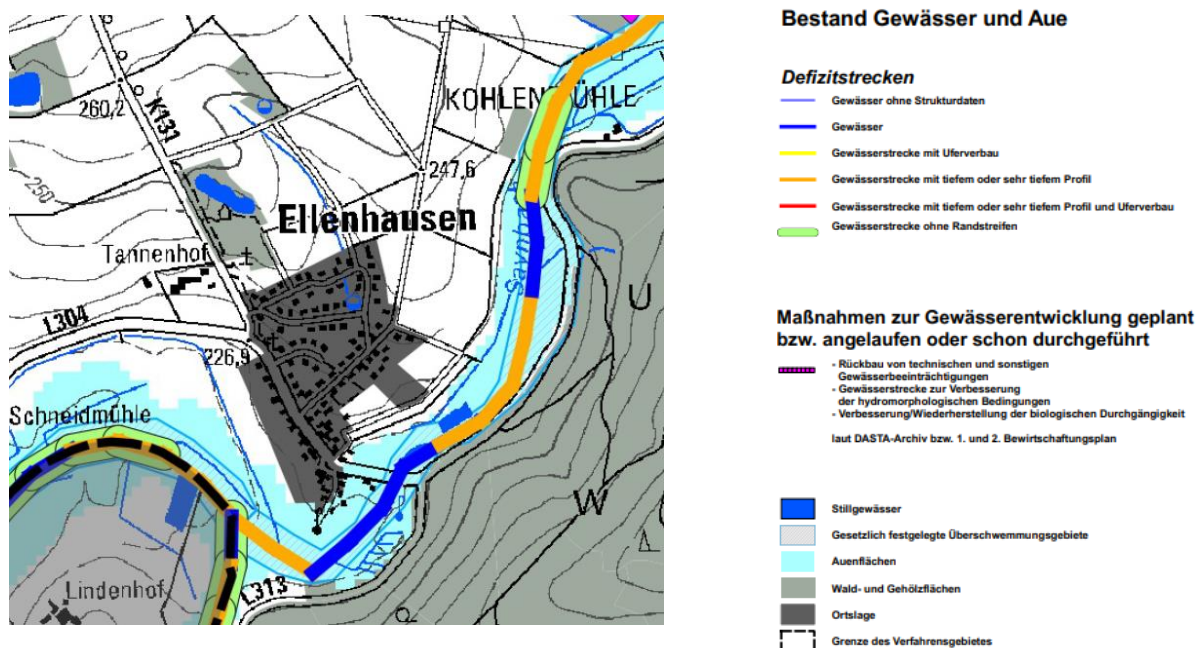 KOHLENMÜHLE
260,2
K131
250
247,6
Ellenhausen
Saynbach
Tannenhof
L304
226,9
Schneidmühle
U
W
Lindenhof
L313
Bestand Gewässer und Aue
Defizitstrecken
Gewässer ohne Strukturdaten
Gewässer
Gewässerstrecke mit Uferverbau
Gewässerstrecke mit tiefem oder sehr tiefem Profil
Gewässerstrecke mit tiefem oder sehr tiefem Profil und Uferverbau
Gewässerstrecke ohne Randstreifen
Maßnahmen zur Gewässerentwicklung geplant
bzw. angelaufen oder schon durchgeführt
- Rückbau von technischen und sonstigen
Gewässerbeeinträchtigungen
- Gewässerstrecke zur Verbesserung
der hydromorphologischen Bedingungen
- Verbesserung/Wiederherstellung der biologischen Durchgängigkeit
laut DASTA-Archiv bzw. 1. und 2. Bewirtschaftungsplan
Stillgewässer
Gesetzlich festgelegte Überschwemmungsgebiete
Auenflächen
Wald- und Gehölzflächen
Ortslage
Grenze des Verfahrensgebietes